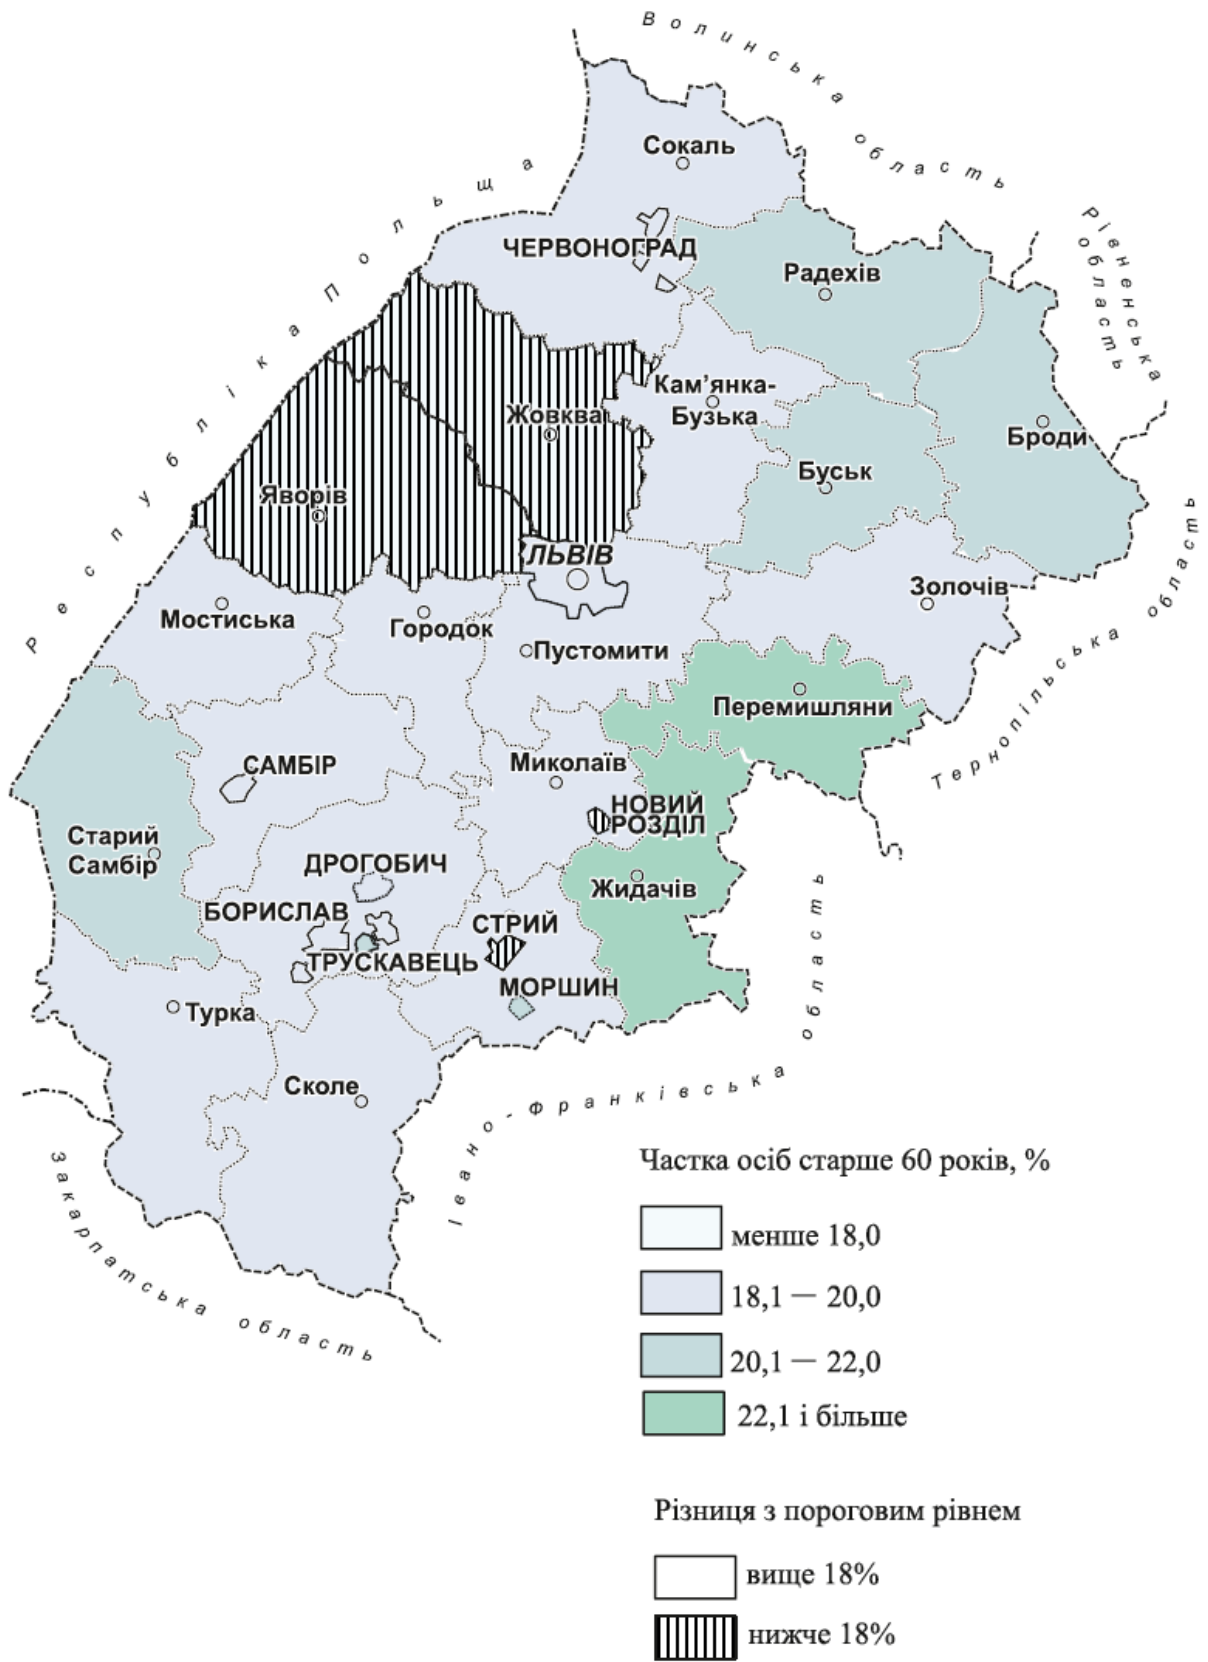 Волинська область
Рівненська
область
Республіка Польща
Сокаль
ЧЕРВОНОГРАД
Радехів
Кам’янка-
Бузька
Жовква
Броди
Буськ
Яворів
ЛЬВІВ
Золочів
Мостиська
Городок
Пустомити
Перемишляни
Тернопільська область
САМБІР
Миколаїв
НОВИЙ
РОЗДІЛ
Старий
Самбір
ДРОГОБИЧ
Жидачів
БОРИСЛАВ
СТРИЙ
ТРУСКАВЕЦЬ
МОРШИН
Турка
Сколе
Івано-Франківська область
Закарпатська область
Частка осіб старше 60 років, %
менше 18,0
18,1 — 20,0
20,1 — 22,0
22,1 і більше
Різниця з пороговим рівнем
вище 18%
нижче 18%